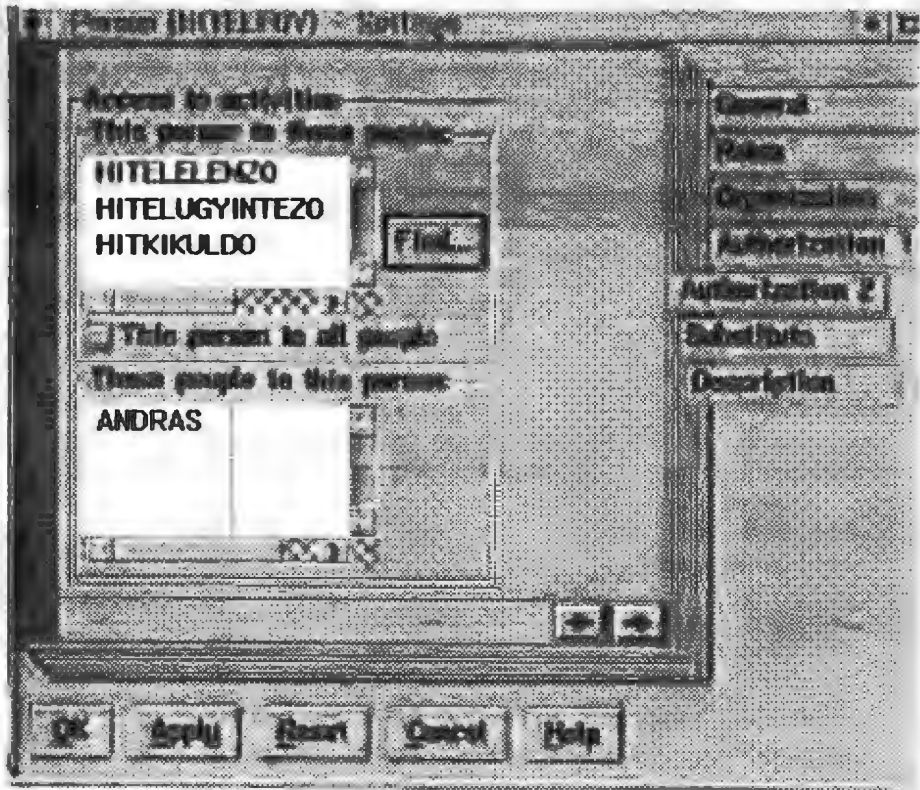 Person (HITELFUV) - Settings
Access to activities
This person to these people
HITELELENZO
HITELUGYINTEZO
HITKIKULDO
Find...
This person to all people
These people to this person
ANDRAS
General
Roles
Organization
Authorization 1
Authorization 2
Substitute
Description
OK
Apply
Reset
Cancel
Help